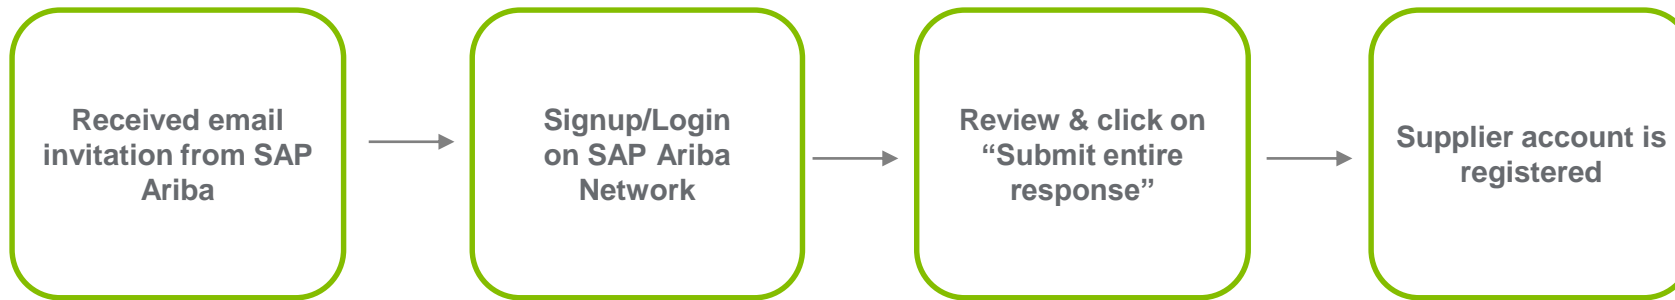 Received email
invitation from SAP
Ariba
Signup/Login
on SAP Ariba
Network
Review & click on
“Submit entire
response”
Supplier account is
registered